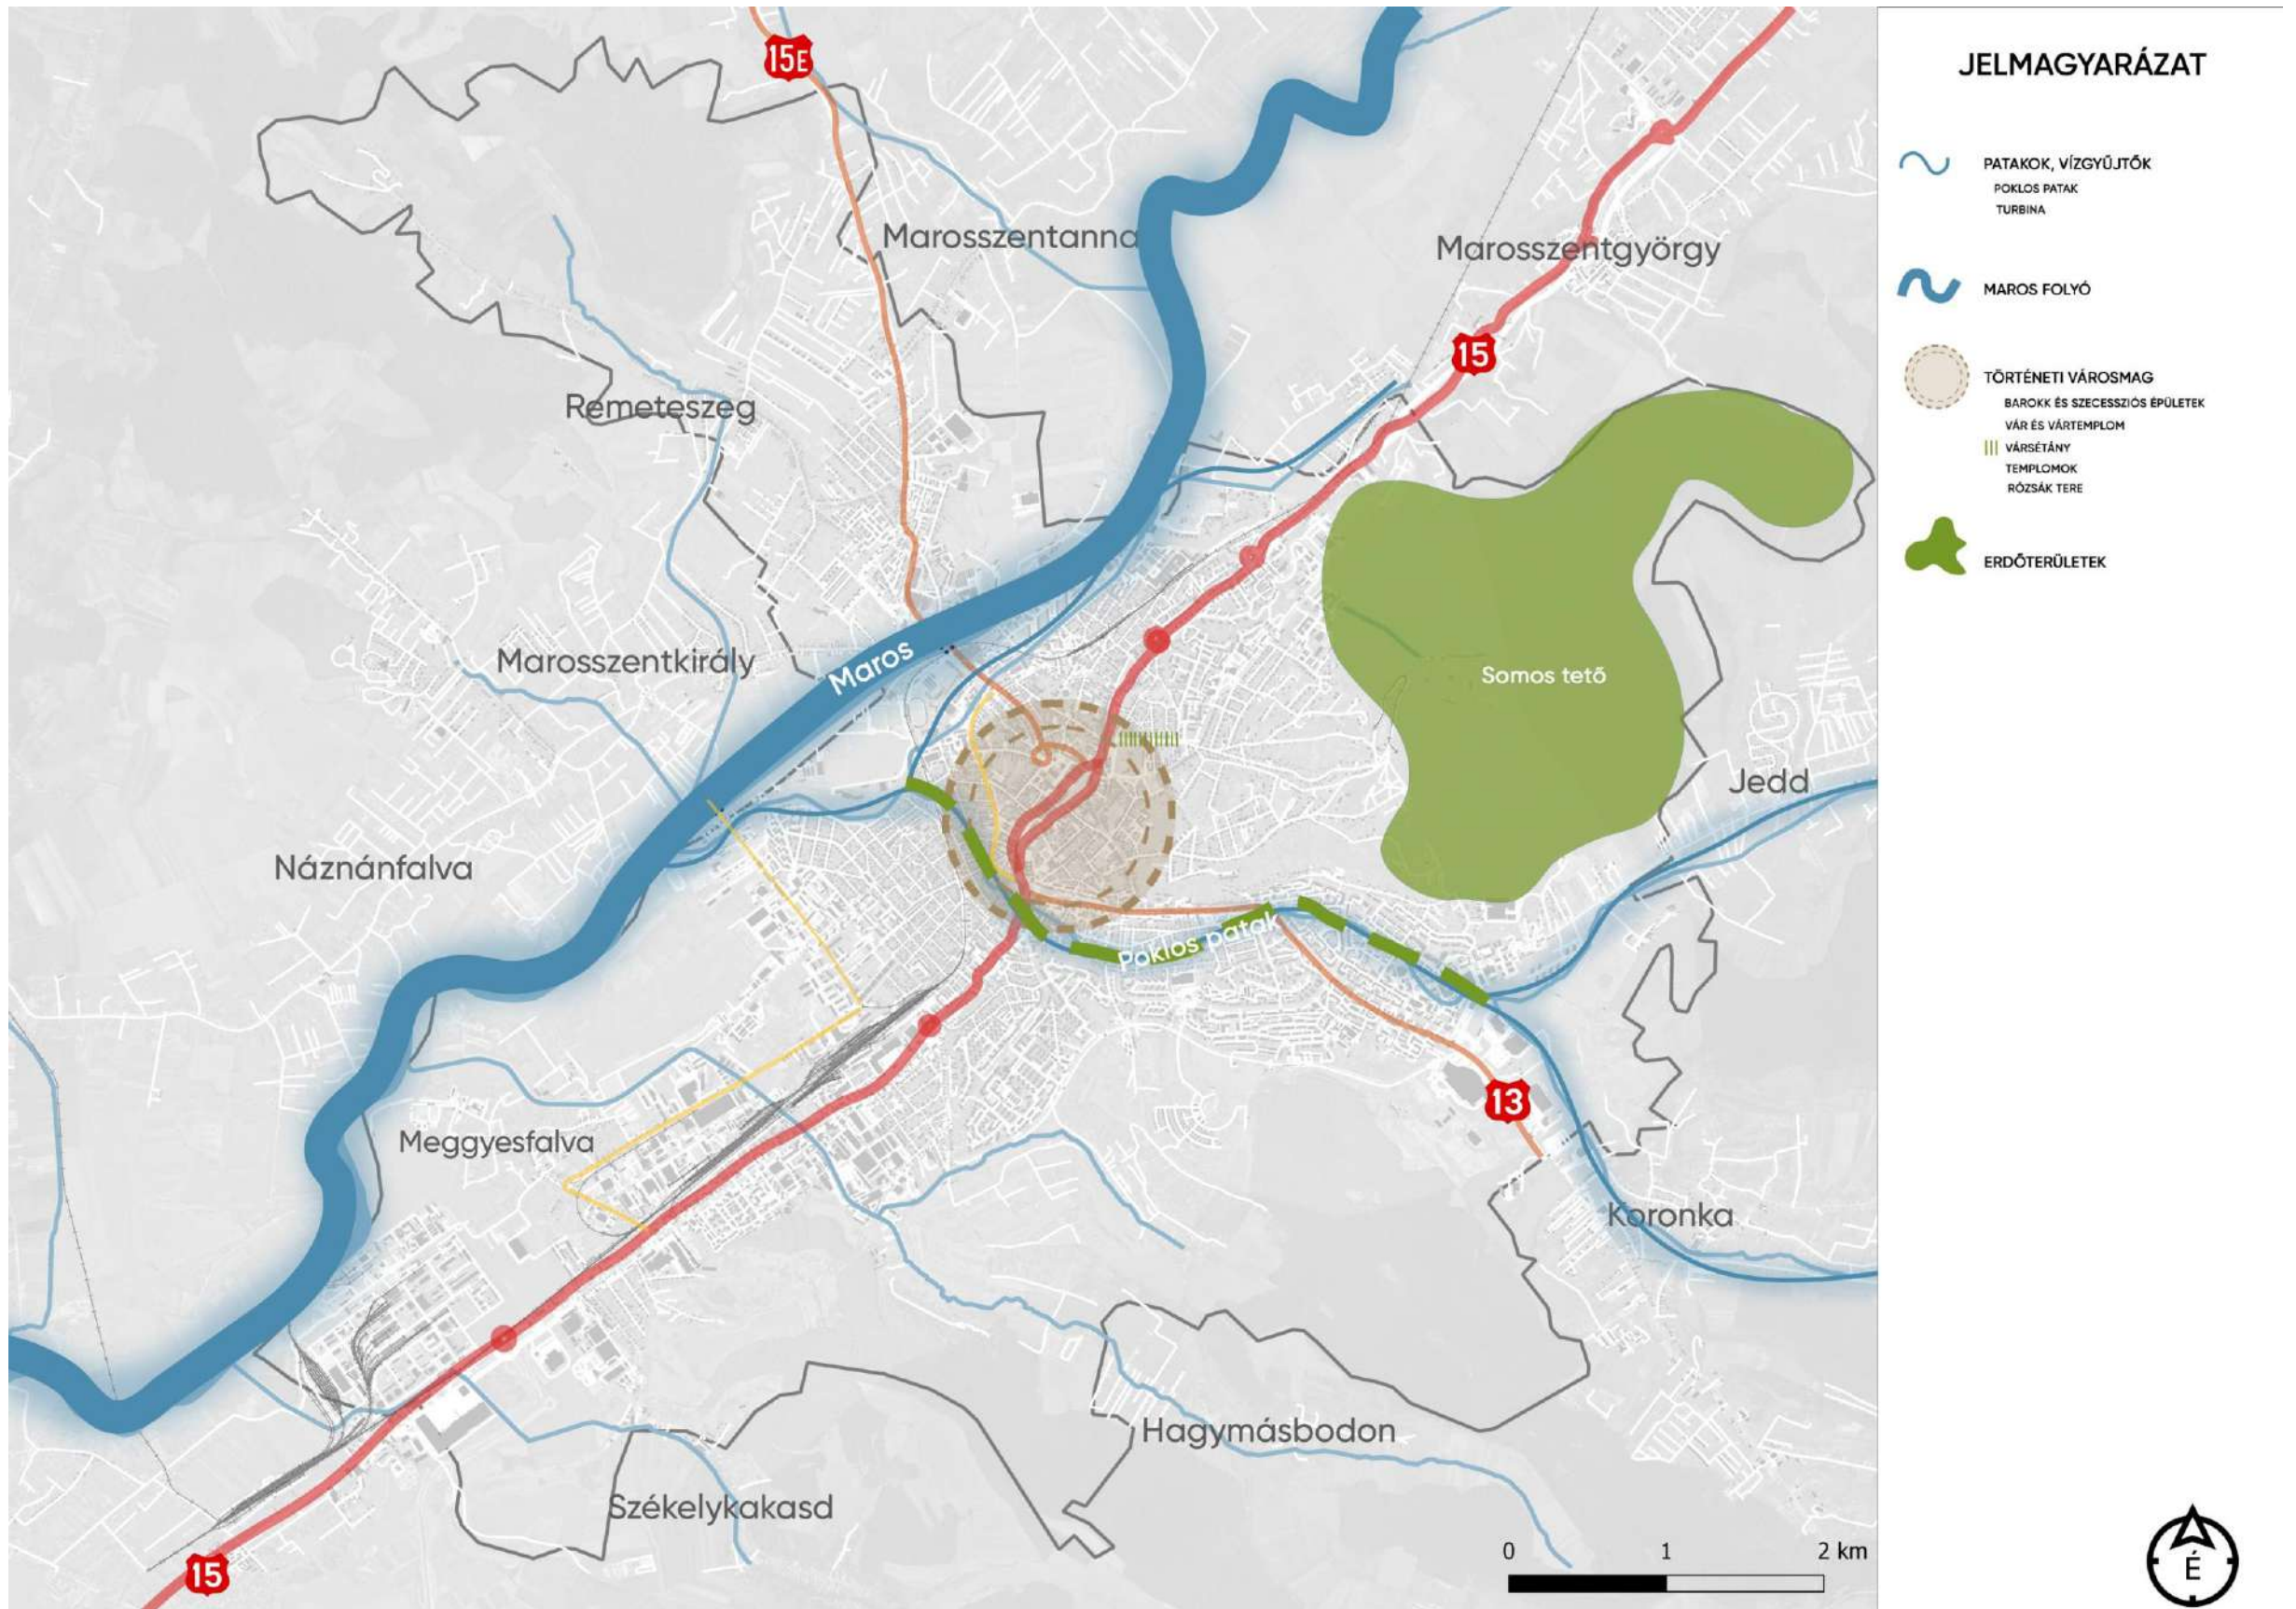 15E
Marosszentanna
Marosszentgyörgy
15
Remeteszeg
Marosszentkirály
Maros
Somos tető
Jedd
Náznánfalva
Poklos patak
13
Meggyesfalva
Koronka
Hagymásbodon
Székelykakasd
15
0 1 2 km
JELMAGYARÁZAT
PATAKOK, VÍZGYŰJTŐK
POKLOS PATAK
TURBINA
MAROS FOLYÓ
TÖRTÉNETI VÁROSMAG
BAROKK ÉS SZECESSZIÓS ÉPÜLETEK
VÁR ÉS VÁRTEMPLOM
VÁRSÉTÁNY
TEMPLOMOK
RÓZSÁK TERE
ERDŐTERÜLETEK
É